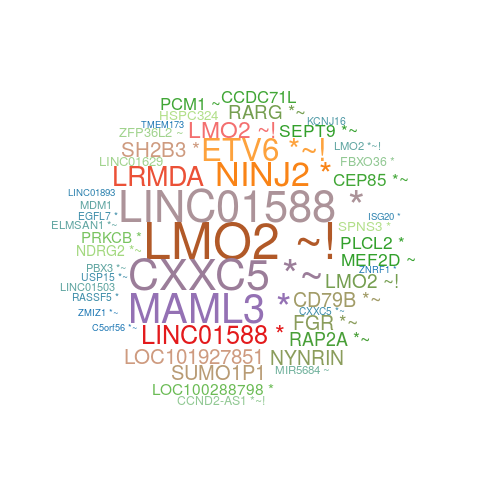 PCM1 ~ CCDC71L
HSPC324 RARG *~
TMEM173 KCNJ16
ZFP36L2 ~ LMO2 ~! SEPT9 *~
SH2B3 * ETV6 *~! LMO2 *~!
LINC01629 FBXO36 *
LRMDA NINJ2 * CEP85 *~
LINC01893 LINC01588 *
MDM1
EGFL7 * ISG20 *
ELMSAN1 *~ SPNS3 *
PRKCB * LMO2 ~! PLCL2 *
NDRG2 *~ MEF2D ~
PBX3 *~ CXXC5 *~ ZNRF1 *
USP15 *~ LMO2 ~!
LINC01503
RASSF5 * MAML3 * CD79B *~
ZMIZ1 *~ CXXC5 *~
C5orf56 *~ LINC01588 * FGR *~
RAP2A *~
LOC101927851 NYNRIN
SUMO1P1 MIR5684 ~
LOC100288798 *
CCND2-AS1 *~!